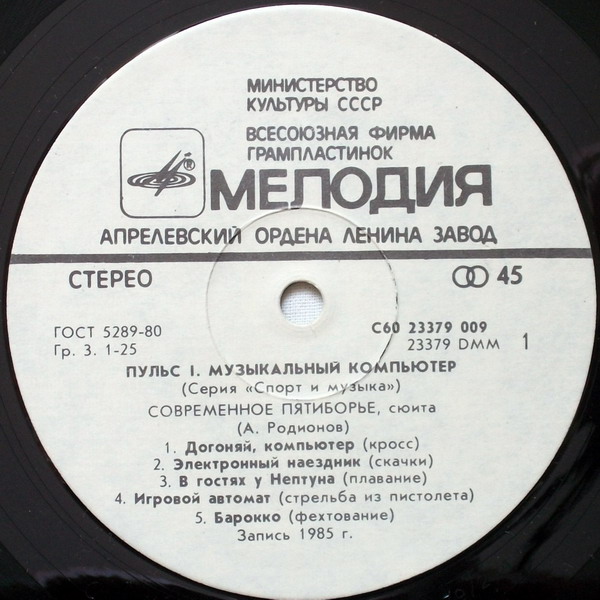 МИНИСТЕРСТВО
КУЛЬТУРЫ СССР
ВСЕСОЮЗНАЯ ФИРМА
ГРАМПЛАСТИНОК
®
МЕЛОДИЯ
АПРЕЛЕВСКИЙ ОРДЕНА ЛЕНИНА ЗАВОД
СТЕРЕО 45
ГОСТ 5289-80 С60 23379 009
Гр. 3. 1-25 23379 DMM 1
ПУЛЬС I. МУЗЫКАЛЬНЫЙ КОМПЬЮТЕР
(Серия «Спорт и музыка»)
СОВРЕМЕННОЕ ПЯТИБОРЬЕ, сюита
(А. Родионов)
1. Догоняй, компьютер (кросс)
2. Электронный наездник (скачки)
3. В гостях у Нептуна (плавание)
4. Игровой автомат (стрельба из пистолета)
5. Барокко (фехтование)
Запись 1985 г.